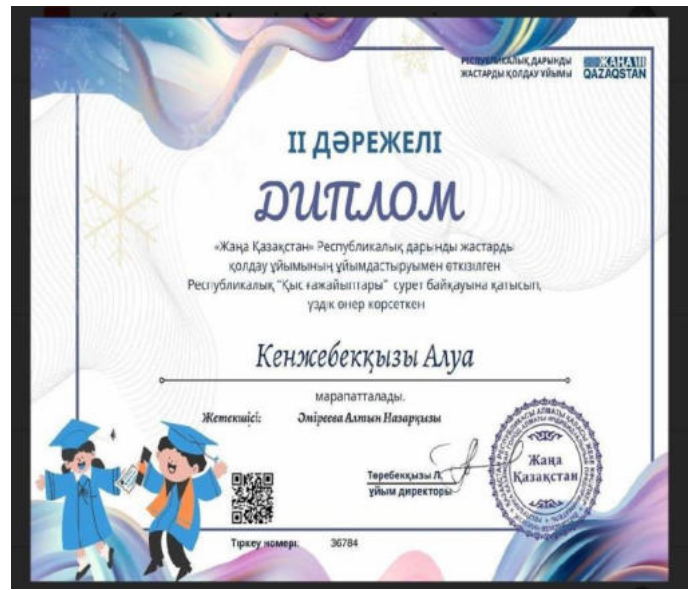 РЕСПУБЛИКАЛЫҚ ДАРЫНДЫ
ЖАСТАРДЫ ҚОЛДАУ ҰЙЫМЫ
ЖАҢА
QAZAQSTAN
II ДӘРЕЖЕЛІ
ДИПЛОМ
«Жаңа Қазақстан» Республикалық дарынды жастарды
қолдау ұйымының ұйымдастыруымен өткізілген
Республикалық "Қыс ғажайыптары" сурет байқауына қатысып,
үздік өнер көрсеткен
Кенжебекқызы Алуа
марапатталады.
Жетекшісі: Әміреева Алтын Назарқызы
Төребекқызы Л.
ұйым директоры
Жаңа
Қазақстан
Тіркеу номері: 36784